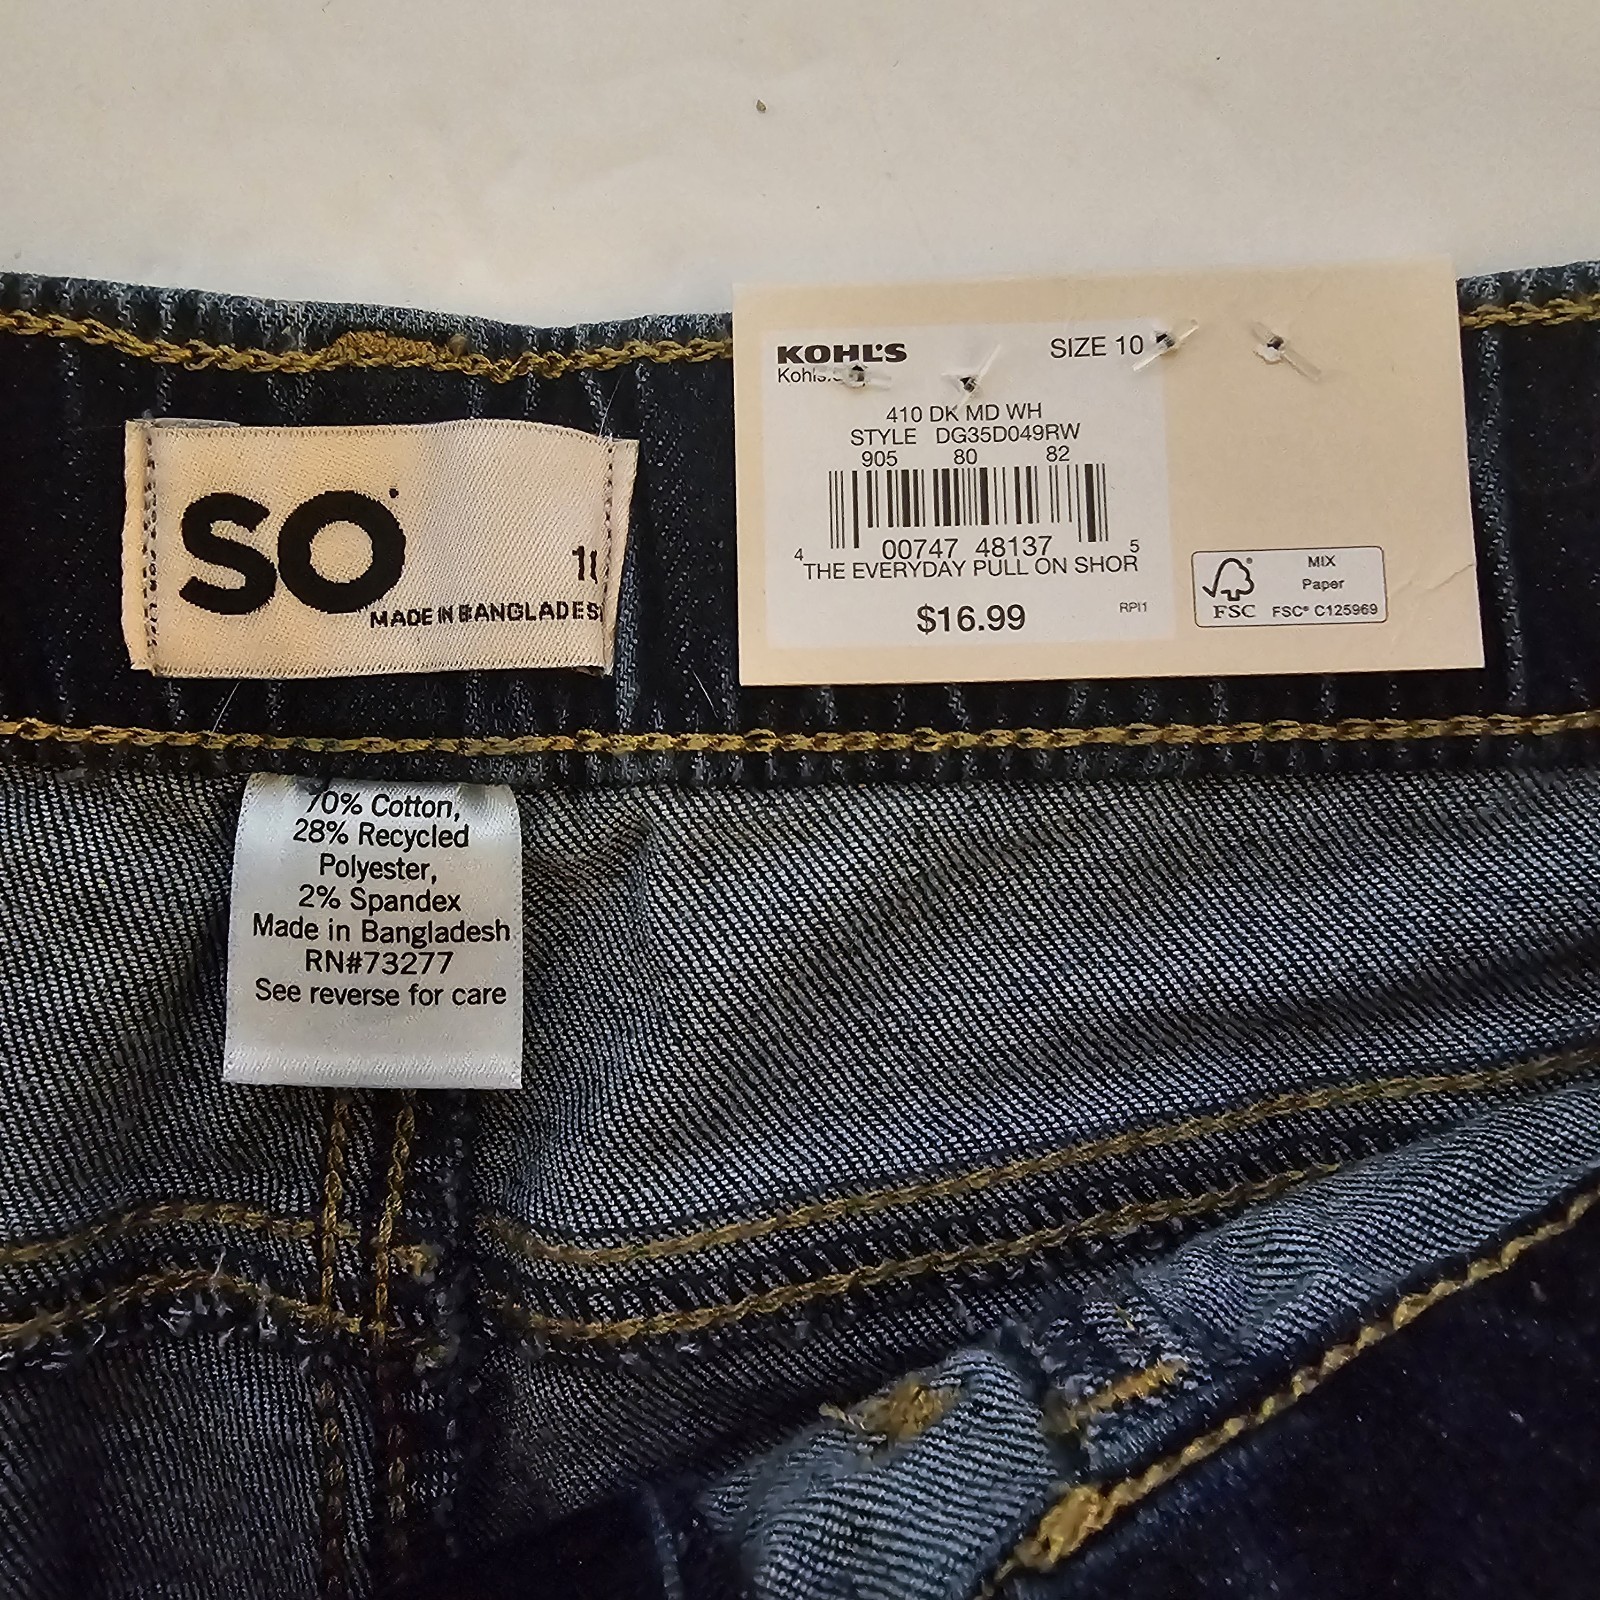 SO
MADE IN BANGLADES
KOHL'S
SIZE 10
410 DK MD WH
STYLE DG35D049RW
905 80 82
4 00747 48137 5
THE EVERYDAY PULL ON SHOR
$16.99
RPI1
MIX
Paper
FSC® C125969
FSC
70% Cotton,
28% Recycled
Polyester,
2% Spandex
Made in Bangladesh
RN#73277
See reverse for care